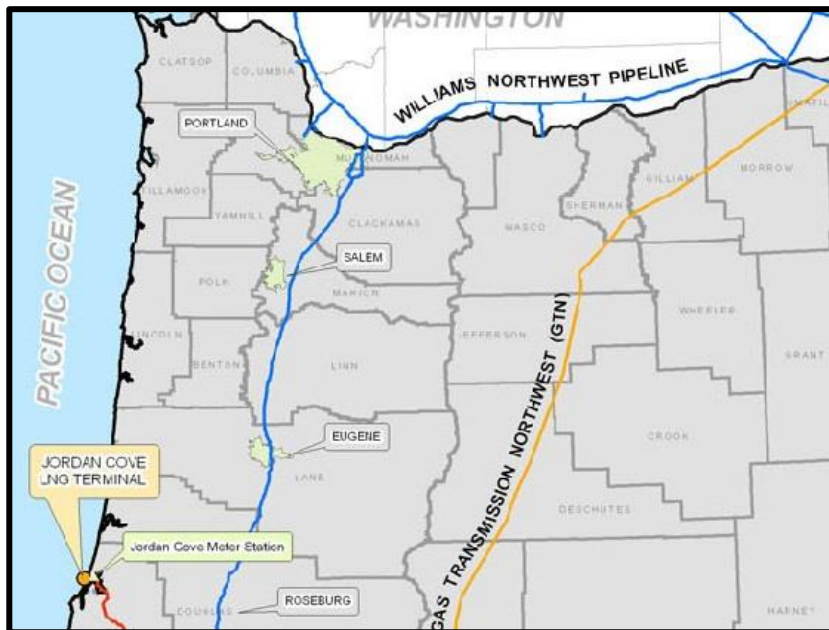 WASHINGTON
CLATSOP
COLUMBIA
WILLIAMS NORTHWEST PIPELINE
PORTLAND
MULTNOMAH
TILLAMOOK
YAMHILL
CLACKAMAS
WASCO
SHERMAN
GILLIAM
MORROW
PACIFIC OCEAN
SALEM
POLK
MARION
LINCOLN
BENTON
LINN
JEFFERSON
WHEELER
GRANT
GAS TRANSMISSION NORTHWEST (GTN)
EUGENE
LANE
CROOK
DESCHUTES
JORDAN COVE
LNG TERMINAL
Jordan Cove Meter Station
DOUGLAS
ROSEBURG
HARNEY